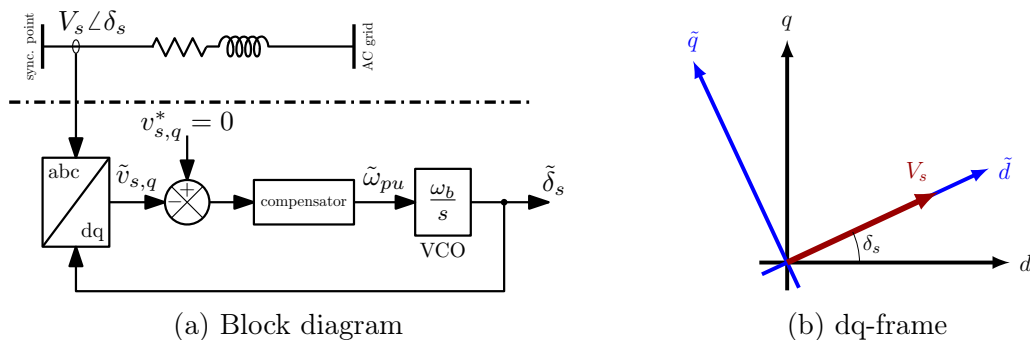 V_s∠δ_s
sync. point
AC grid
v*_{s,q} = 0
abc
dq
ṽ_{s,q}
+
−
compensator
ω̃_{pu}
ω_b
s
VCO
δ̃_s
(a) Block diagram
q
q̃
V_s
d̃
δ_s
d
(b) dq-frame